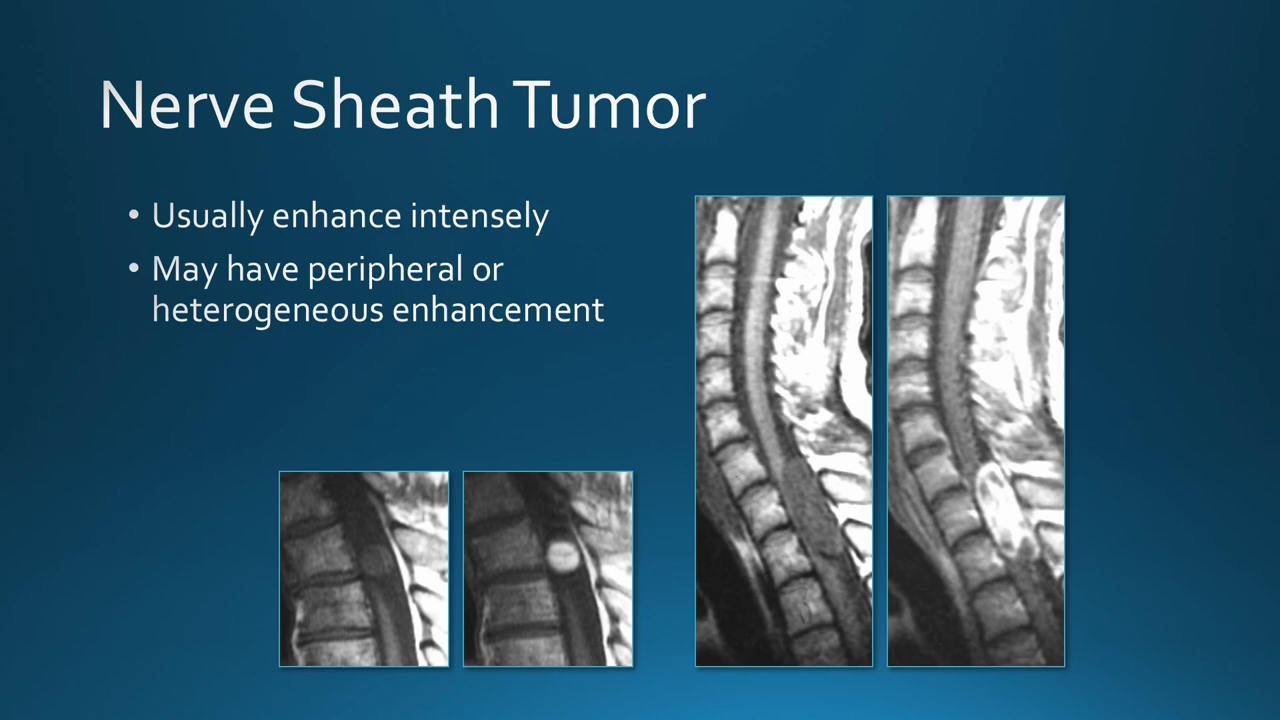 Nerve Sheath Tumor
• Usually enhance intensely
• May have peripheral or
heterogeneous enhancement